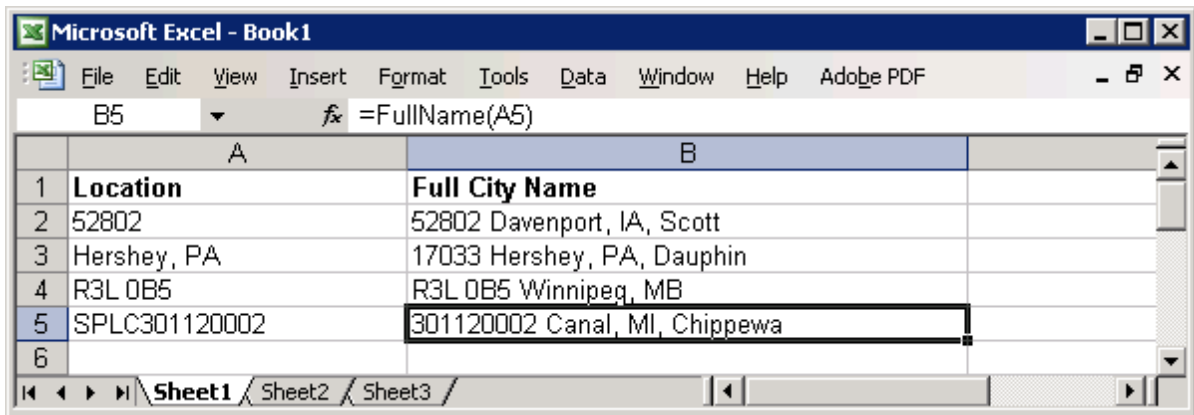 Microsoft Excel - Book1
File Edit View Insert Format Tools Data Window Help Adobe PDF
B5 fx =FullName(A5)
A B
1 Location Full City Name
2 52802 52802 Davenport, IA, Scott
3 Hershey, PA 17033 Hershey, PA, Dauphin
4 R3L 0B5 R3L 0B5 Winnipeg, MB
5 SPLC301120002 301120002 Canal, MI, Chippewa
6
Sheet1 Sheet2 Sheet3